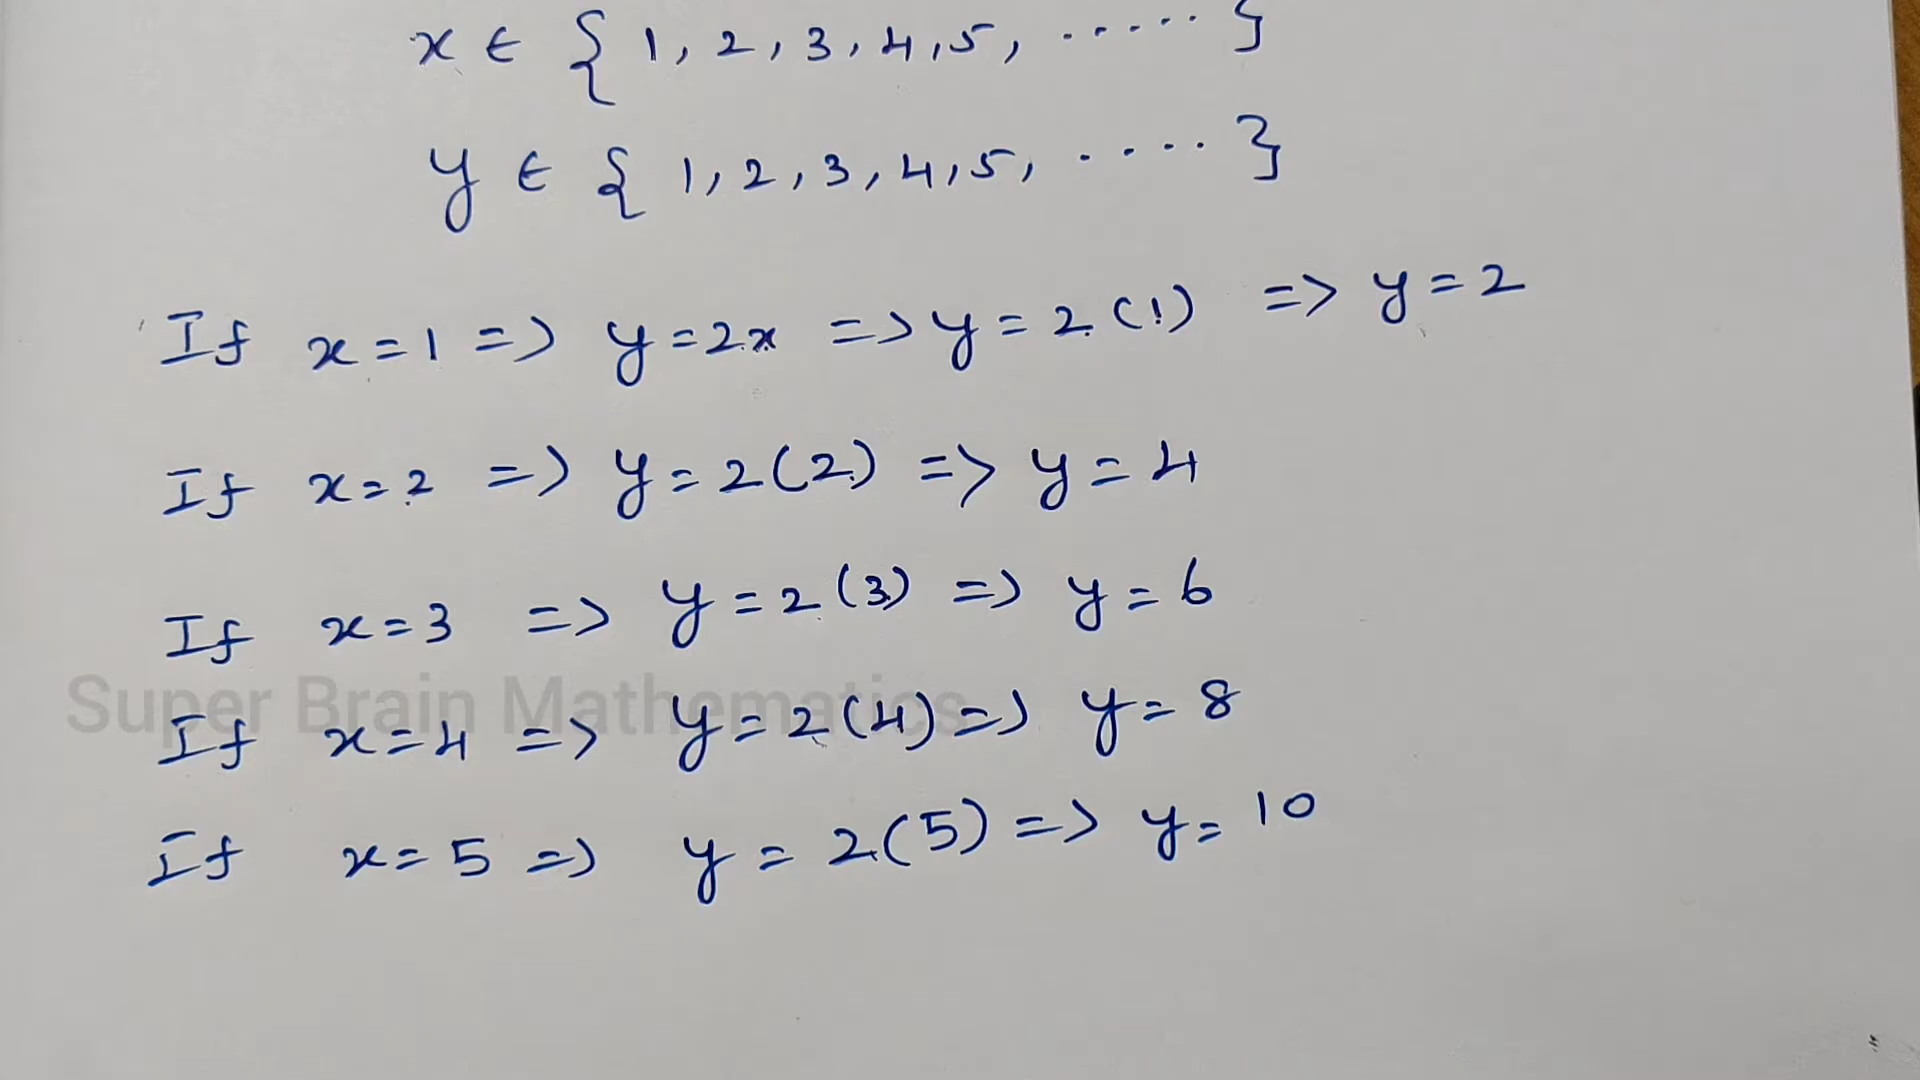 x ∈ { 1, 2, 3, 4, 5, ..... }
y ∈ { 1, 2, 3, 4, 5, .... }
If x = 1 => y = 2x => y = 2(1) => y = 2
If x = 2 => y = 2(2) => y = 4
If x = 3 => y = 2(3) => y = 6
Super Brain Mathematics
If x = 4 => y = 2(4) => y = 8
If x = 5 => y = 2(5) => y = 10